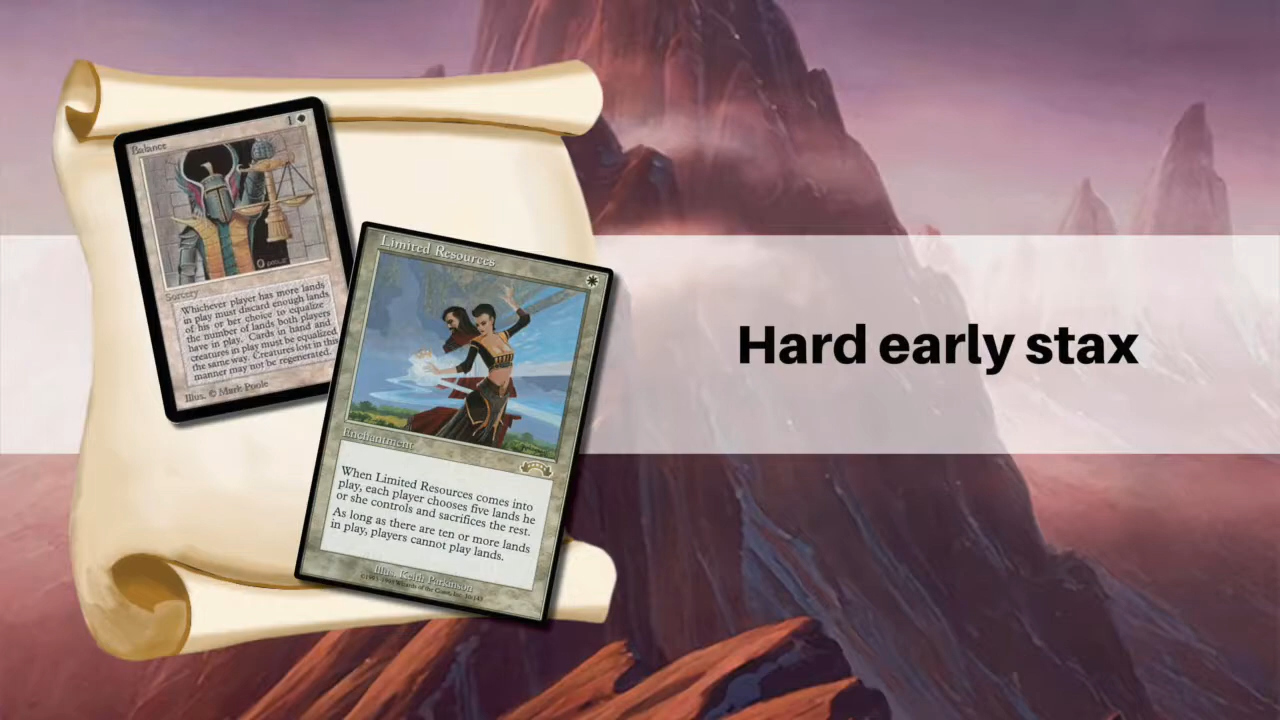 Balance
1
Sorcery
Whichever player has more lands
in play must discard enough lands
of his or her choice to equalize
the number of lands both players
have in play. Cards in hand and
creatures in play must be equalized
the same way. Creatures lost in this
manner may not be regenerated.
Illus. © Mark Poole
Limited Resources
Enchantment
When Limited Resources comes into
play, each player chooses five lands he
or she controls and sacrifices the rest.
As long as there are ten or more lands
in play, players cannot play lands.
Illus. Keith Parkinson
Hard early stax